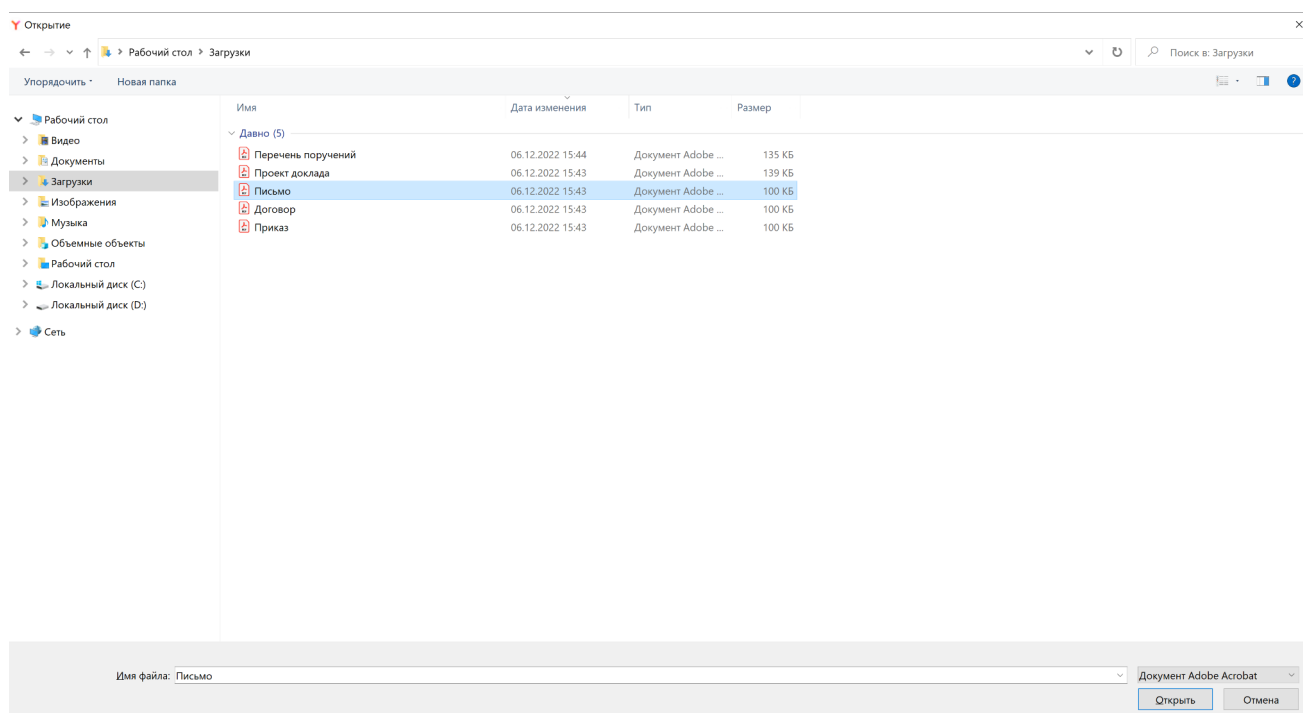 Открытие
Рабочий стол > Загрузки
Поиск в: Загрузки
Упорядочить
Новая папка
Рабочий стол
Видео
Документы
Загрузки
Изображения
Музыка
Объемные объекты
Рабочий стол
Локальный диск (C:)
Локальный диск (D:)
Сеть
Имя Дата изменения Тип Размер
Давно (5)
Перечень поручений 06.12.2022 15:44 Документ Adobe ... 135 КБ
Проект доклада 06.12.2022 15:43 Документ Adobe ... 139 КБ
Письмо 06.12.2022 15:43 Документ Adobe ... 100 КБ
Договор 06.12.2022 15:43 Документ Adobe ... 100 КБ
Приказ 06.12.2022 15:43 Документ Adobe ... 100 КБ
Имя файла: Письмо
Документ Adobe Acrobat
Открыть
Отмена